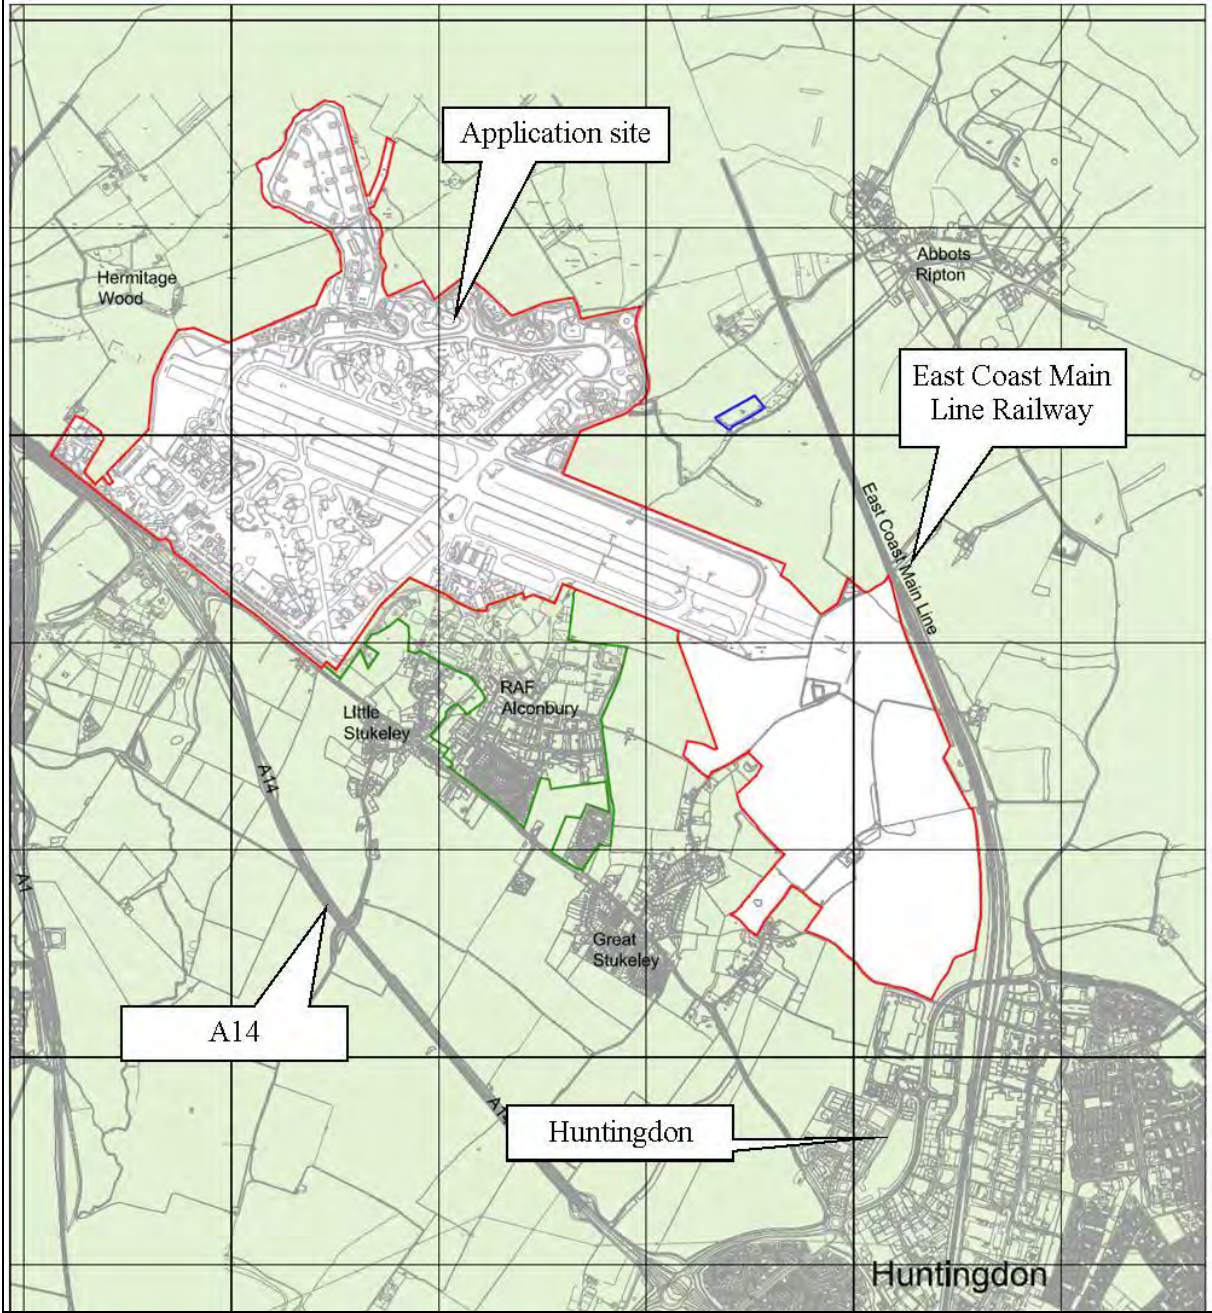 Application site
Abbots
Ripton
Hermitage
Wood
East Coast Main
Line Railway
East Coast Main Line
RAF
Alconbury
Little
Stukeley
A14
A1
Great
Stukeley
A14
Huntingdon
Huntingdon